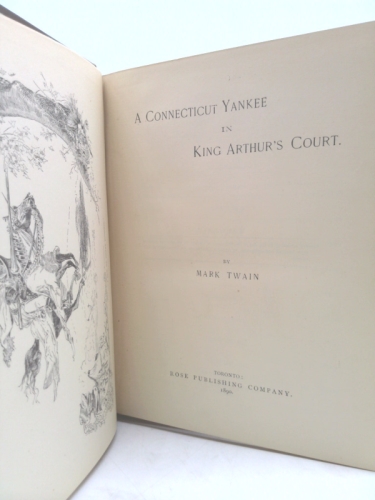 A CONNECTICUT YANKEE
IN
KING ARTHUR'S COURT.
BY
MARK TWAIN
TORONTO:
ROSE PUBLISHING COMPANY.
1890.